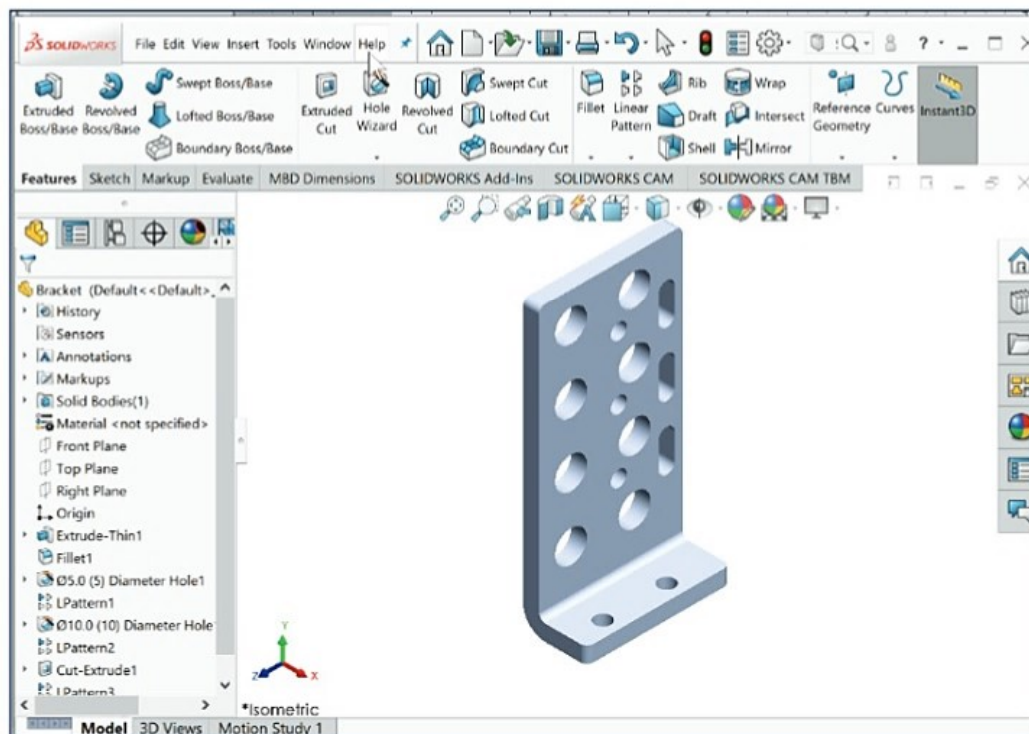 SOLIDWORKS File Edit View Insert Tools Window Help ?
Extruded Boss/Base
Revolved Boss/Base
Swept Boss/Base
Lofted Boss/Base
Boundary Boss/Base
Extruded Cut
Hole Wizard
Revolved Cut
Swept Cut
Lofted Cut
Boundary Cut
Fillet
Linear Pattern
Rib
Draft
Shell
Wrap
Intersect
Mirror
Reference Geometry
Curves
Instant3D
Features Sketch Markup Evaluate MBD Dimensions SOLIDWORKS Add-Ins SOLIDWORKS CAM SOLIDWORKS CAM TBM
Bracket (Default<<Default>_
History
Sensors
Annotations
Markups
Solid Bodies(1)
Material <not specified>
Front Plane
Top Plane
Right Plane
Origin
Extrude-Thin1
Fillet1
Ø5.0 (5) Diameter Hole1
LPattern1
Ø10.0 (10) Diameter Hole
LPattern2
Cut-Extrude1
LPattern3
Y
Z
X
*Isometric
Model 3D Views Motion Study 1